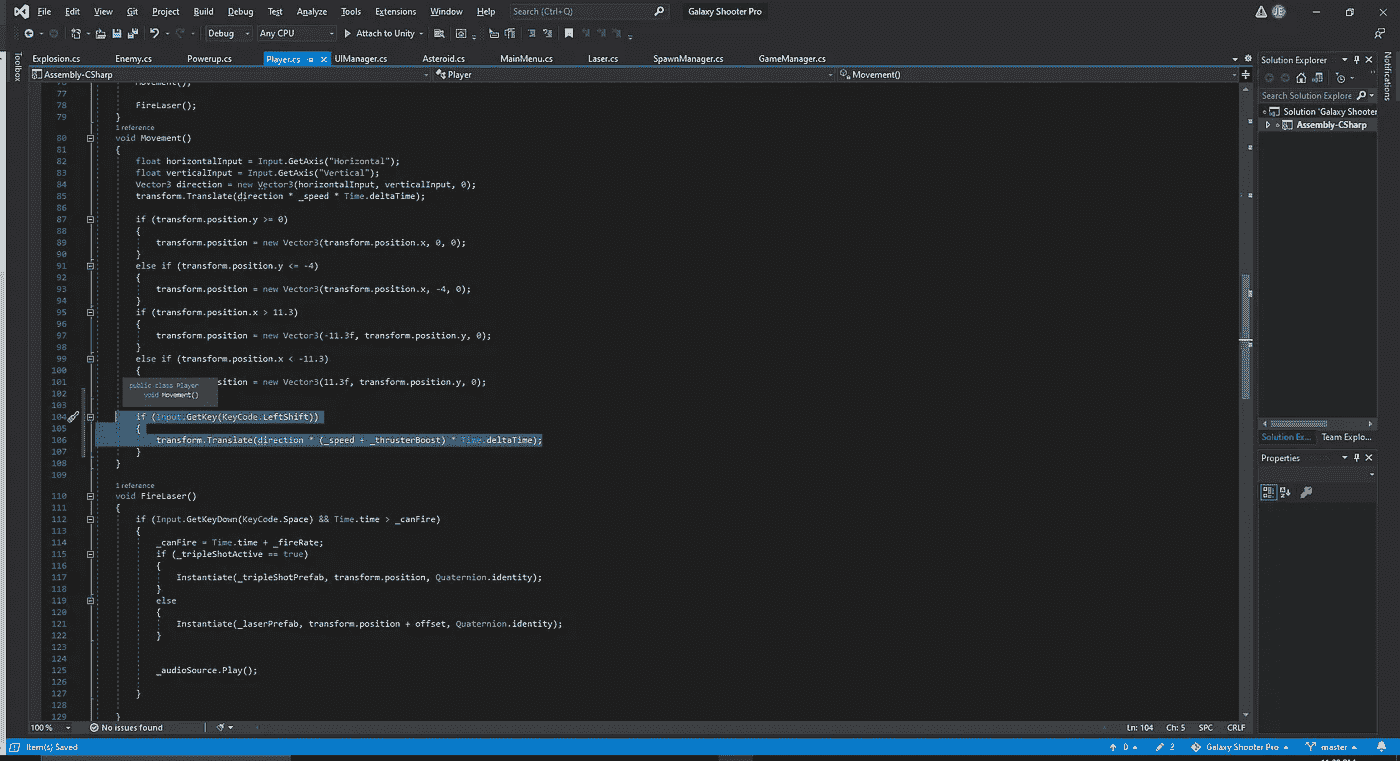 File Edit View Git Project Build Debug Test Analyze Tools Extensions Window Help Search (Ctrl+Q) Galaxy Shooter Pro JE
Debug Any CPU Attach to Unity
Toolbox
Explosion.cs Enemy.cs Powerup.cs Player.cs UIManager.cs Asteroid.cs MainMenu.cs Laser.cs SpawnManager.cs GameManager.cs
Assembly-CSharp Player Movement()
Movement();
77
78 FireLaser();
79 }
1 reference
80 void Movement()
81 {
82 float horizontalInput = Input.GetAxis("Horizontal");
83 float verticalInput = Input.GetAxis("Vertical");
84 Vector3 direction = new Vector3(horizontalInput, verticalInput, 0);
85 transform.Translate(direction * _speed * Time.deltaTime);
86
87 if (transform.position.y >= 0)
88 {
89 transform.position = new Vector3(transform.position.x, 0, 0);
90 }
91 else if (transform.position.y <= -4)
92 {
93 transform.position = new Vector3(transform.position.x, -4, 0);
94 }
95 if (transform.position.x > 11.3)
96 {
97 transform.position = new Vector3(-11.3f, transform.position.y, 0);
98 }
99 else if (transform.position.x < -11.3)
100 {
101 sition = new Vector3(11.3f, transform.position.y, 0);
public class Player
void Movement()
102
103
104 if (Input.GetKey(KeyCode.LeftShift))
105 {
106 transform.Translate(direction * (_speed + _thrusterBoost) * Time.deltaTime);
107 }
108 }
109
1 reference
110 void FireLaser()
111 {
112 if (Input.GetKeyDown(KeyCode.Space) && Time.time > _canFire)
113 {
114 _canFire = Time.time + _fireRate;
115 if (_tripleShotActive == true)
116 {
117 Instantiate(_tripleShotPrefab, transform.position, Quaternion.identity);
118 }
119 else
120 {
121 Instantiate(_laserPrefab, transform.position + offset, Quaternion.identity);
122 }
123
124
125 _audioSource.Play();
126
127 }
128
129 }
100 % No issues found Ln: 104 Ch: 5 SPC CRLF
Solution Explorer
Search Solution Explore
Solution 'Galaxy Shooter
Assembly-CSharp
Solution Ex... Team Explo...
Properties
Notifications
Item(s) Saved 0 2 Galaxy Shooter Pro master